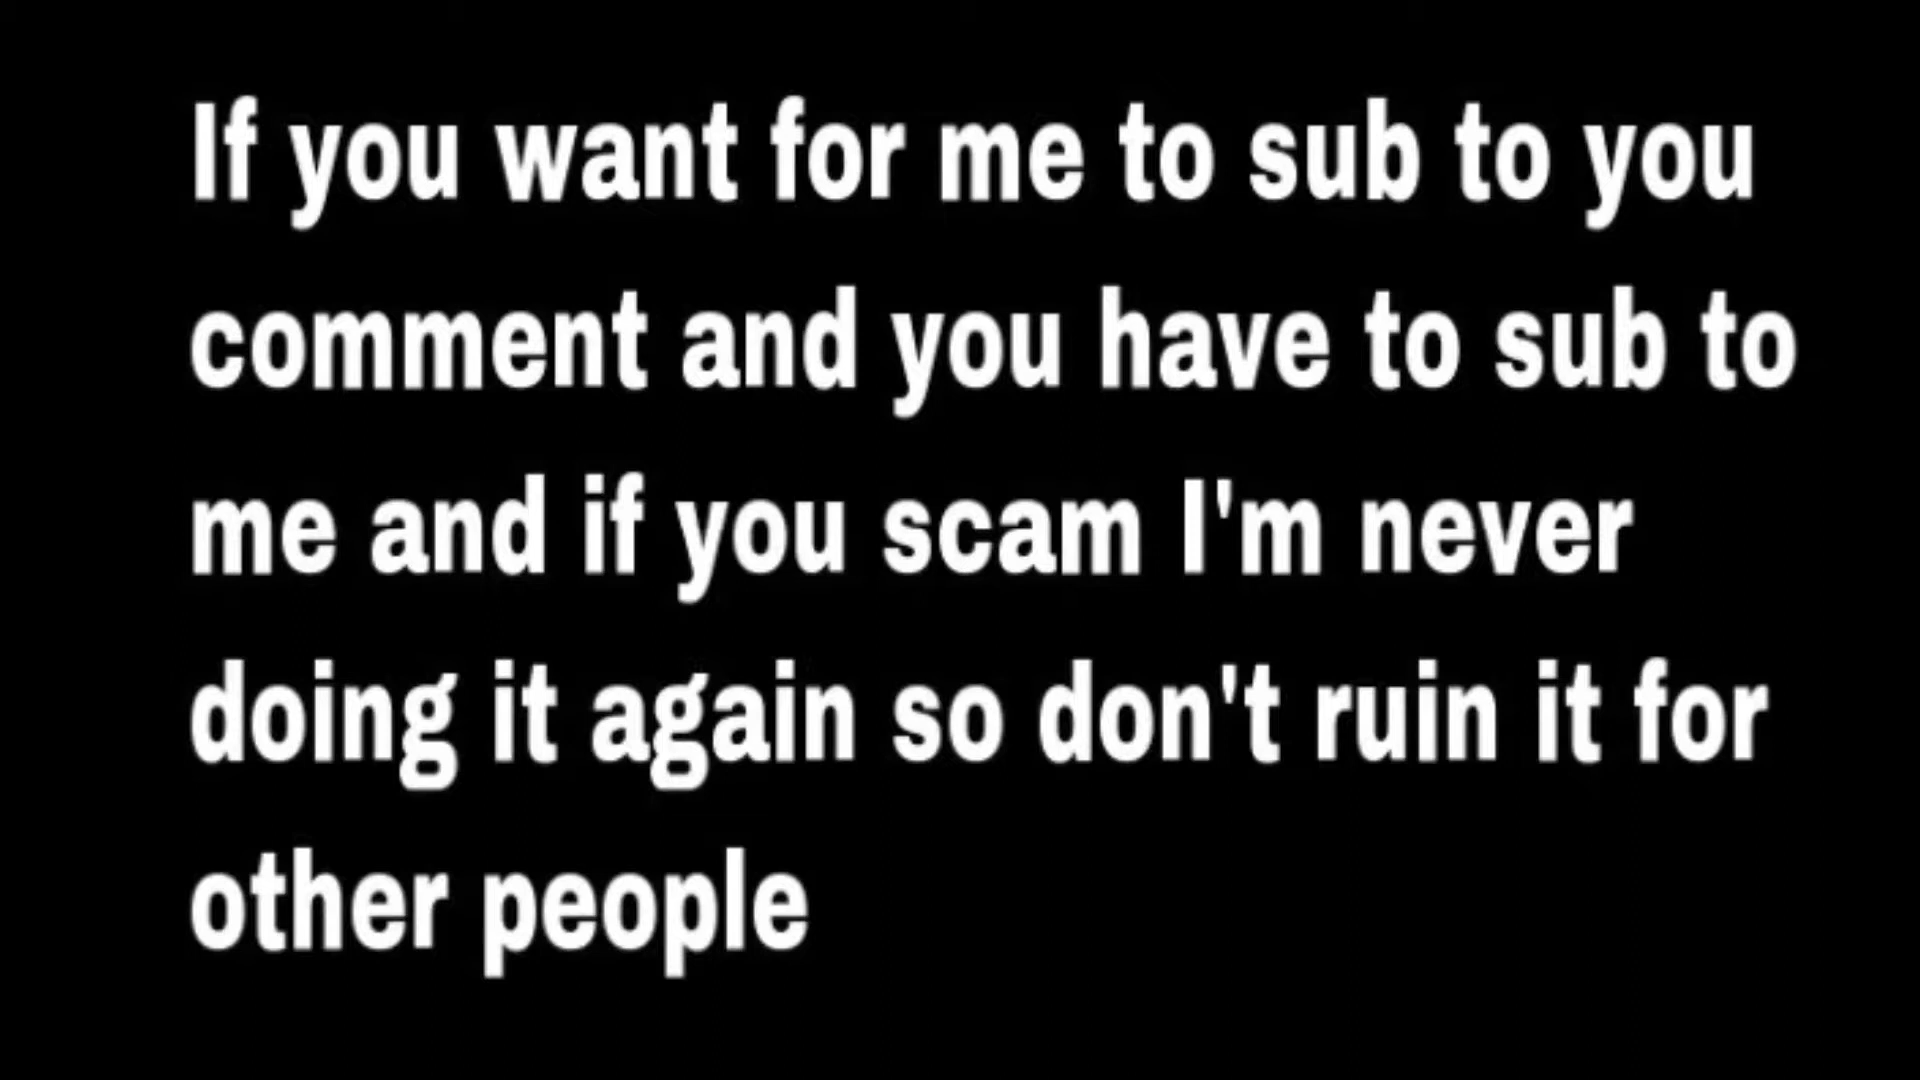 If you want for me to sub to you
comment and you have to sub to
me and if you scam I'm never
doing it again so don't ruin it for
other people